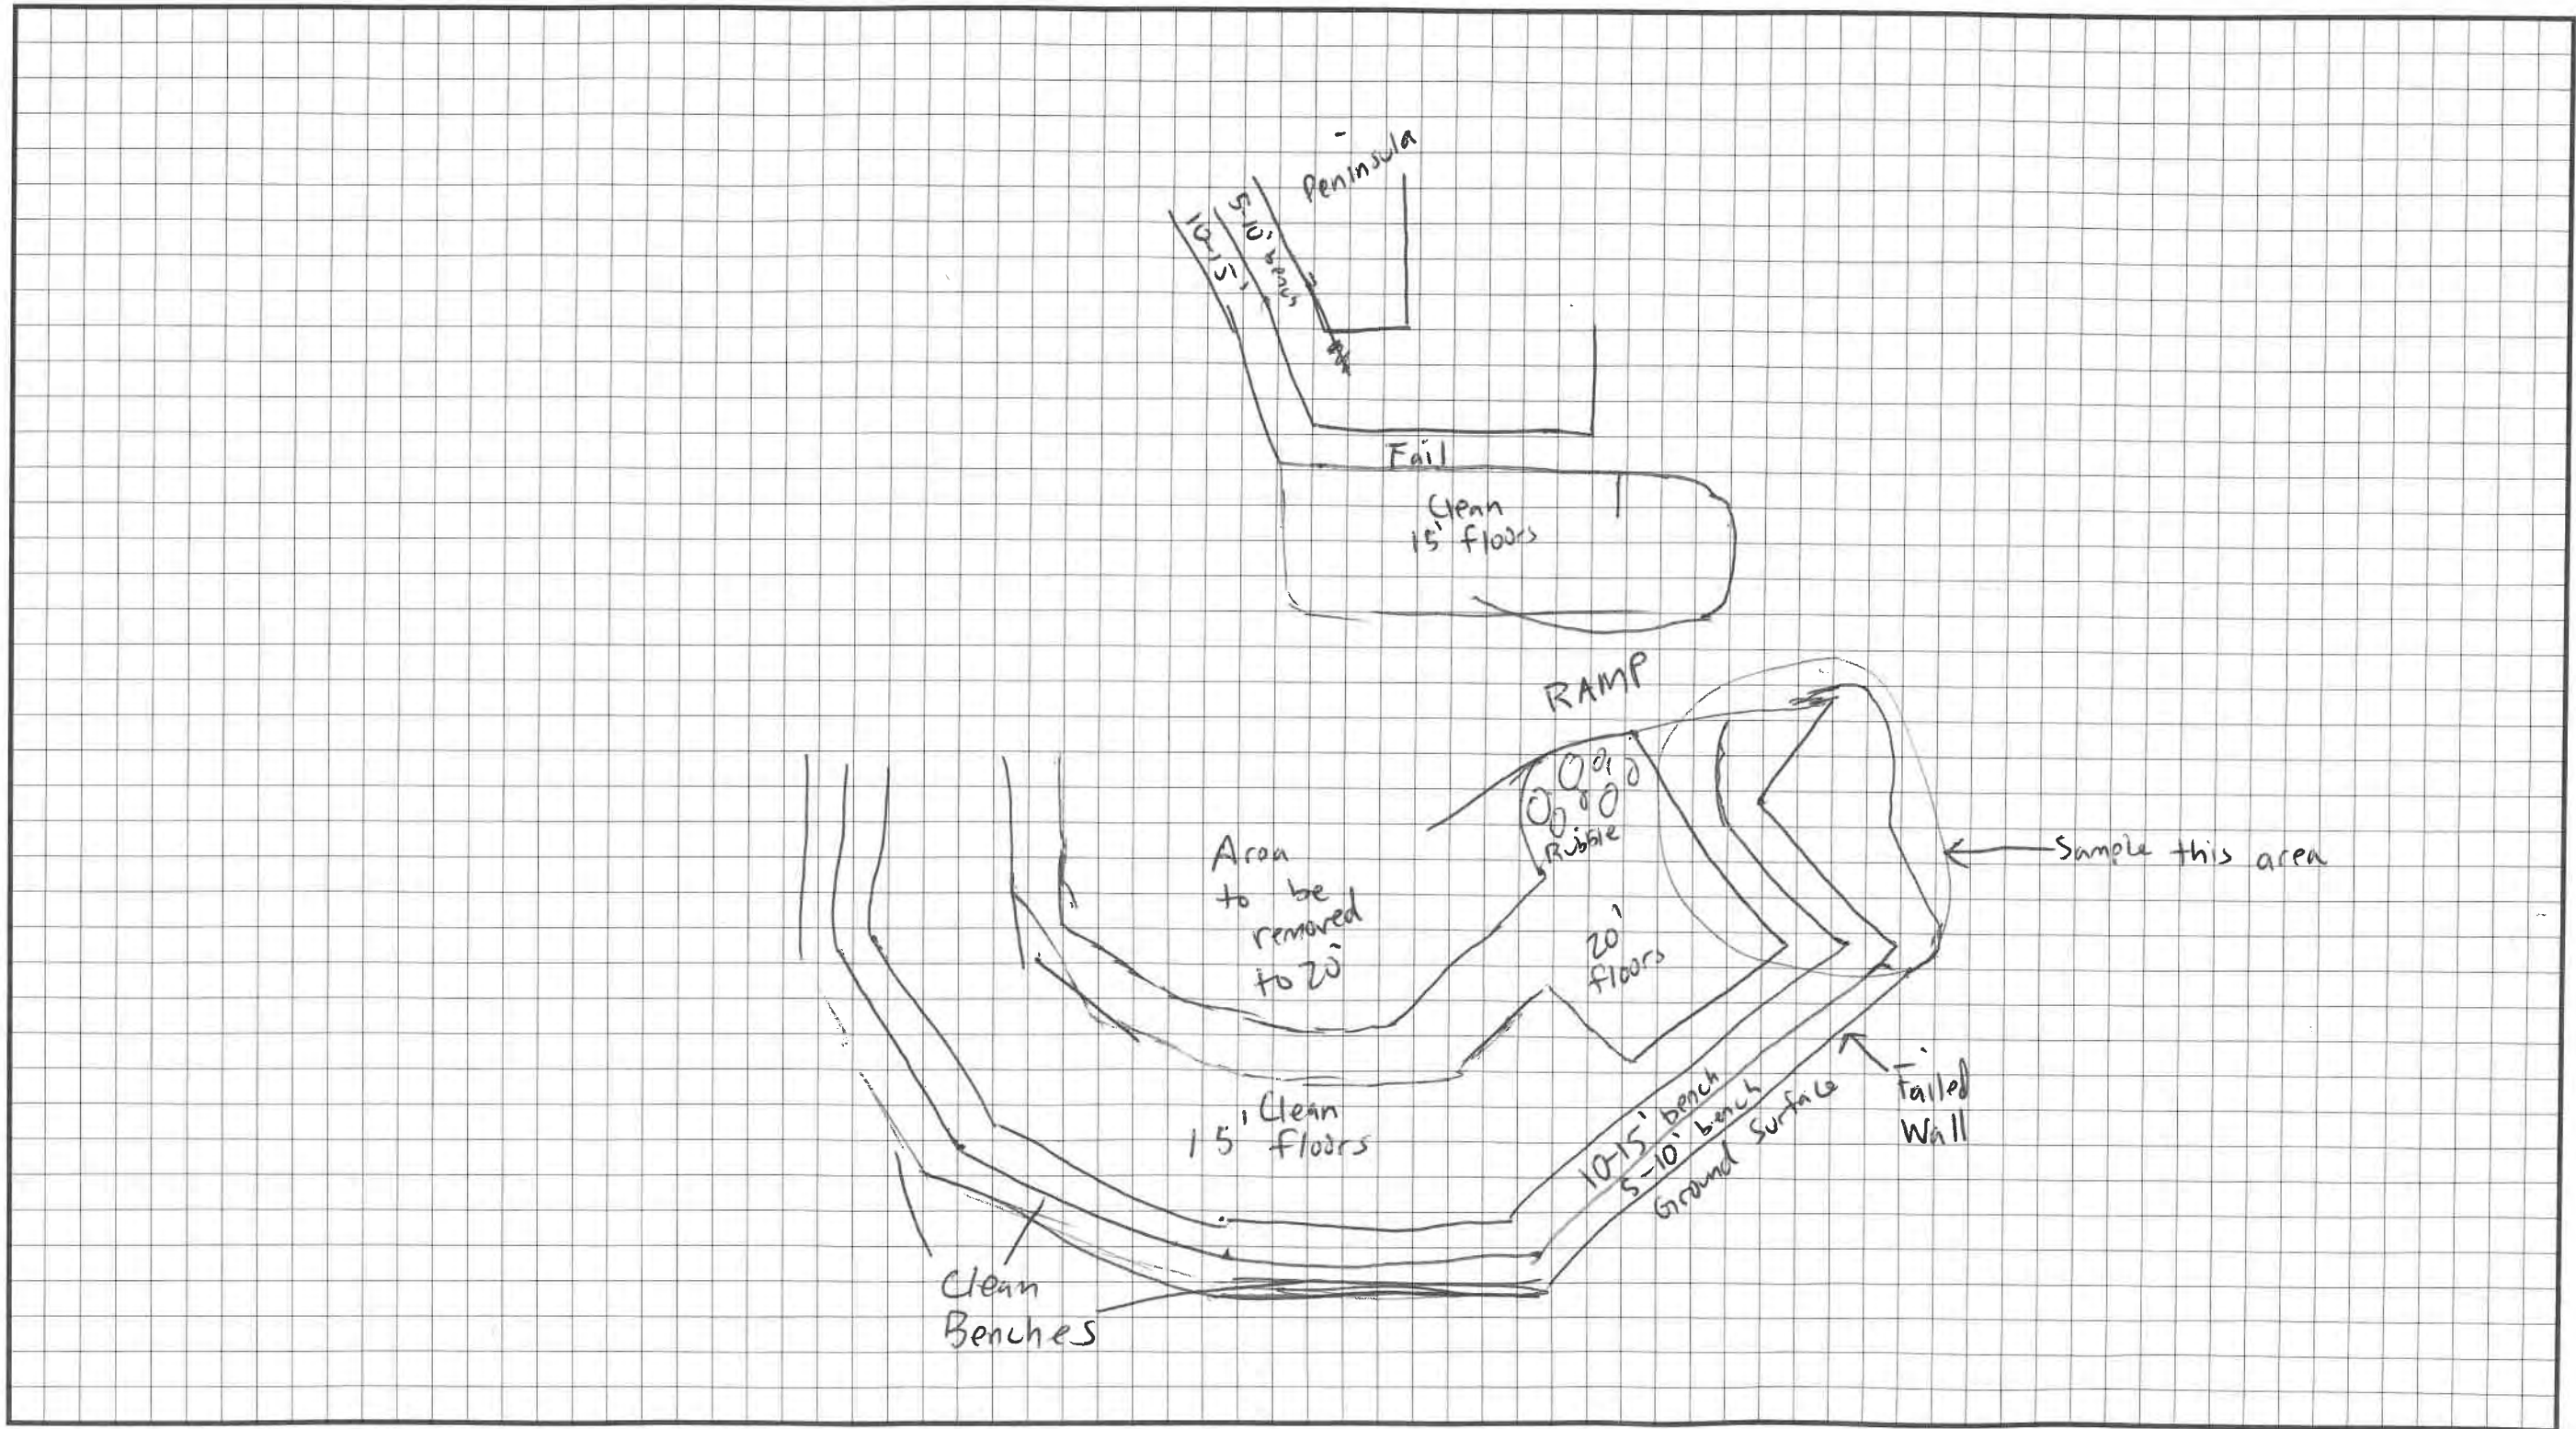 Peninsula
5-10' bench
10-15'
Fail
Clean
15' floors
RAMP
Rubble
Area
to be
removed
to 20'
Sample this area
20'
floors
Failed
Wall
15' Clean
floors
10-15' bench
5-10' bench
Ground Surface
Clean
Benches